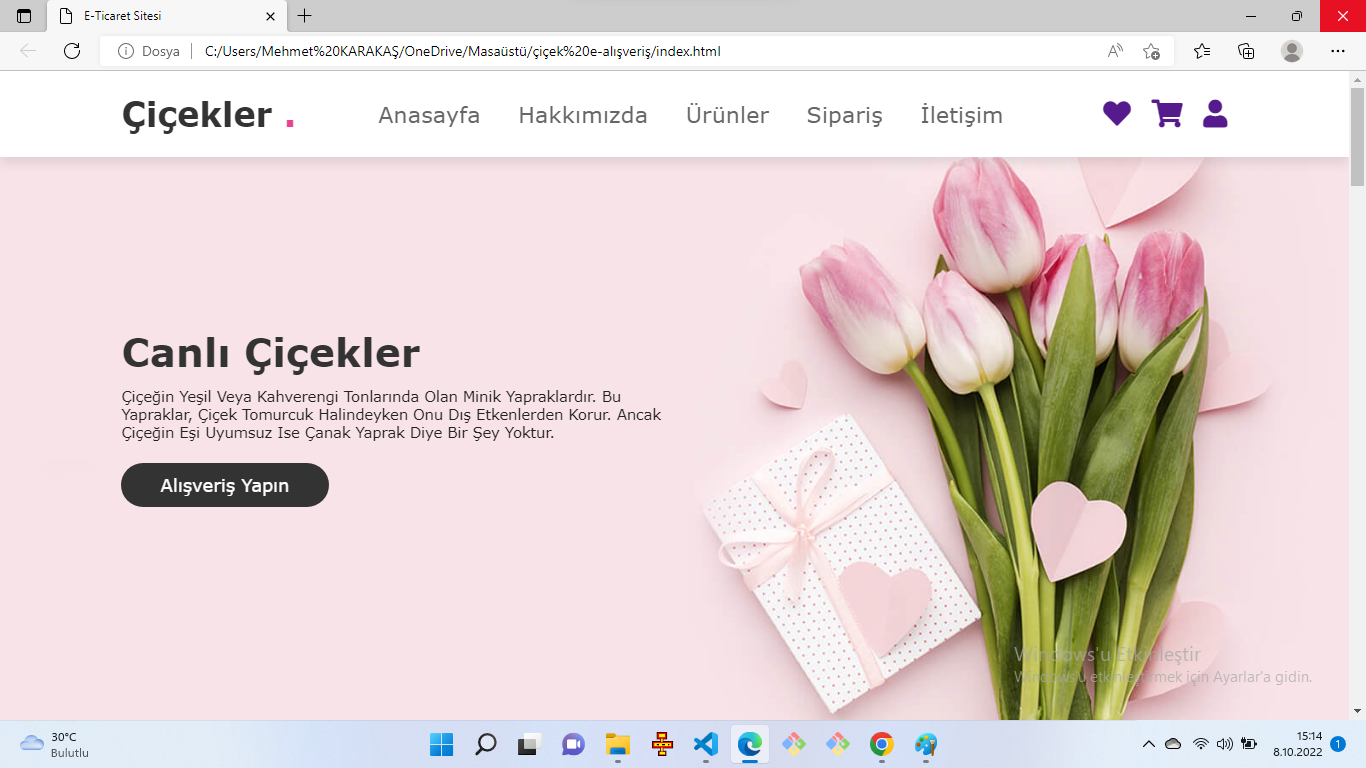 E-Ticaret Sitesi
Dosya
C:/Users/Mehmet%20KARAKAŞ/OneDrive/Masaüstü/çiçek%20e-alışveriş/index.html
Çiçekler .
Anasayfa Hakkımızda Ürünler Sipariş İletişim
Canlı Çiçekler
Çiçeğin Yeşil Veya Kahverengi Tonlarında Olan Minik Yapraklardır. Bu
Yapraklar, Çiçek Tomurcuk Halindeyken Onu Dış Etkenlerden Korur. Ancak
Çiçeğin Eşi Uyumsuz Ise Çanak Yaprak Diye Bir Şey Yoktur.
Alışveriş Yapın
Windows'u Etkinleştir
Windows'u etkinleştirmek için Ayarlar'a gidin.
30°C
Bulutlu
15:14
8.10.2022
1